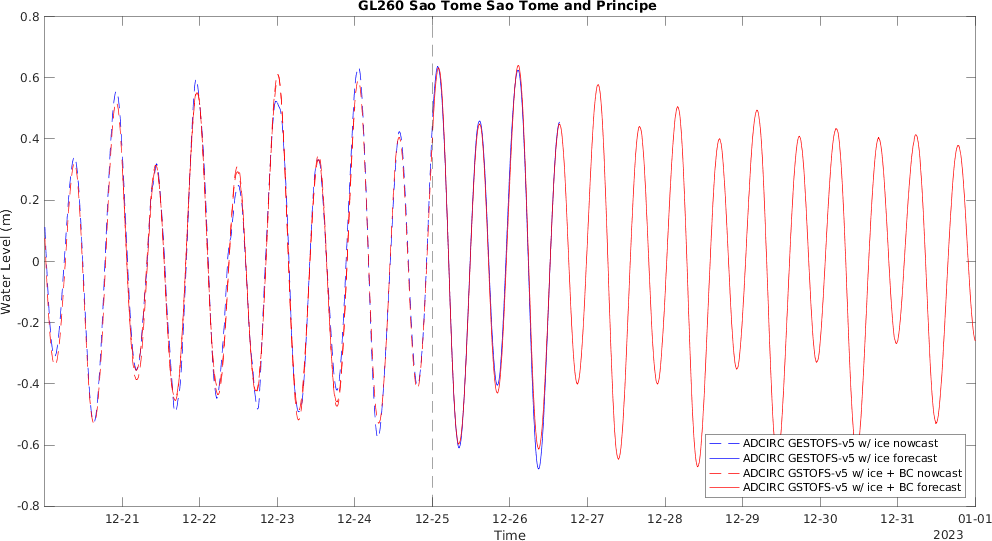 GL260 Sao Tome Sao Tome and Principe
0.8
0.6
0.4
0.2
0
-0.2
-0.4
-0.6
-0.8
Water Level (m)
ADCIRC GESTOFS-v5 w/ ice nowcast
ADCIRC GESTOFS-v5 w/ ice forecast
ADCIRC GSTOFS-v5 w/ ice + BC nowcast
ADCIRC GSTOFS-v5 w/ ice + BC forecast
12-21 12-22 12-23 12-24 12-25 12-26 12-27 12-28 12-29 12-30 12-31 01-01
Time
2023